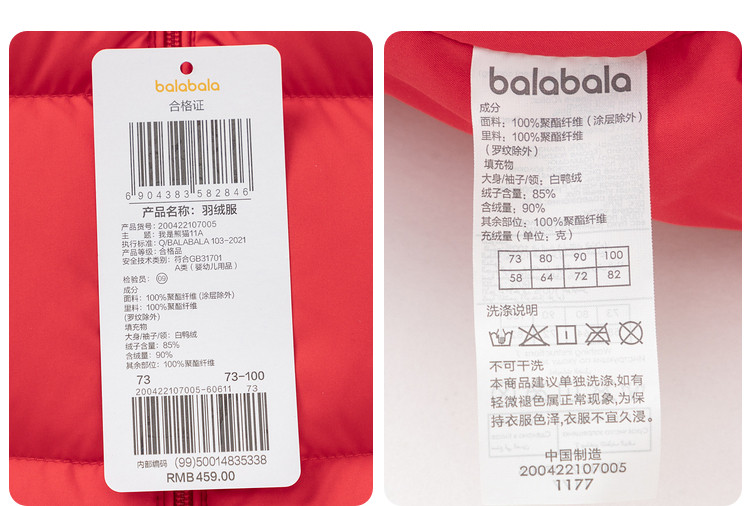 balabala
合格证
6 904383 582846
产品名称：羽绒服
产品货号：200422107005
主　　题：我是熊猫11A
执行标准：Q/BALABALA 103-2021
产品等级：合格品
安全技术类别：符合GB31701
A类（婴幼儿用品）
检验员： 09
成分
面料：100%聚酯纤维（涂层除外）
里料：100%聚酯纤维
(罗纹除外)
填充物
大身/袖子/领：白鸭绒
绒子含量：85%
含绒量：90%
其余部位：100%聚酯纤维
73 73-100
200422107005-60611 73
内部编码 (99)50014835338
RMB459.00
balabala
成分
面料：100%聚酯纤维（涂层除外）
里料：100%聚酯纤维
（罗纹除外）
填充物
大身/袖子/领：白鸭绒
绒子含量：85%
含绒量：90%
其余部位：100%聚酯纤维
充绒量（单位：克）
73 80 90 100
58 64 72 82
洗涤说明
不可干洗
本商品建议单独洗涤,如有
轻微褪色属正常现象,为保
持衣服色泽,衣服不宜久浸。
中国制造
200422107005
1177